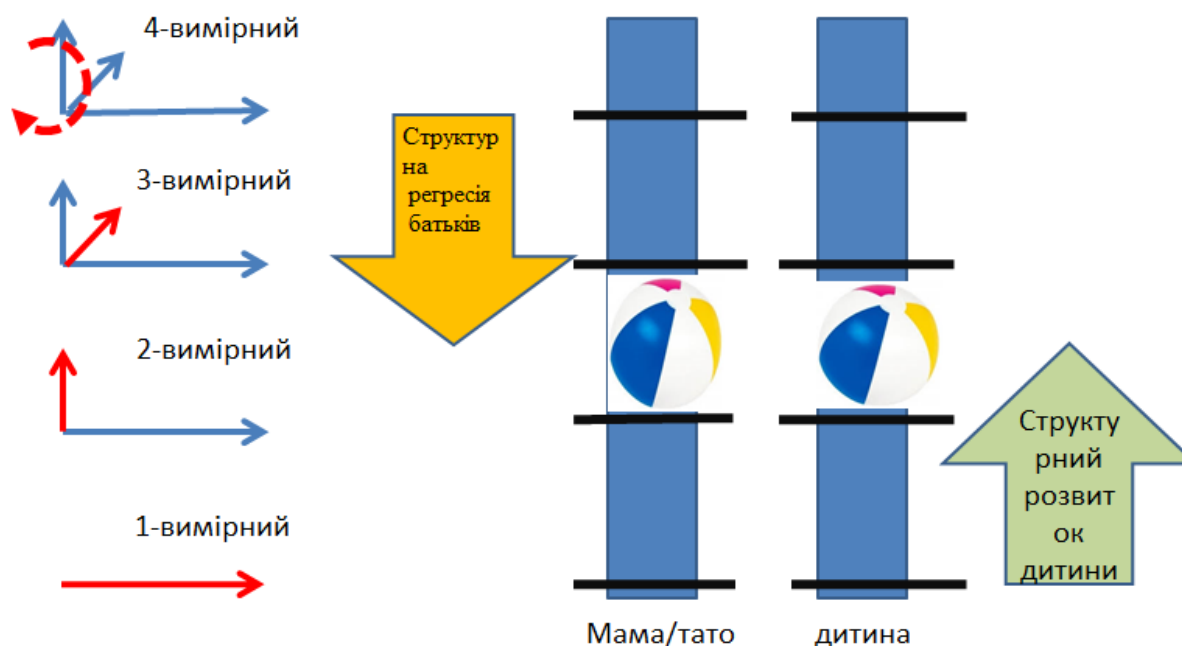 4-вимірний
3-вимірний
2-вимірний
1-вимірний
Структур
на
регресія
батьків
Структу
рний
розвит
ок
дитини
Мама/тато
дитина